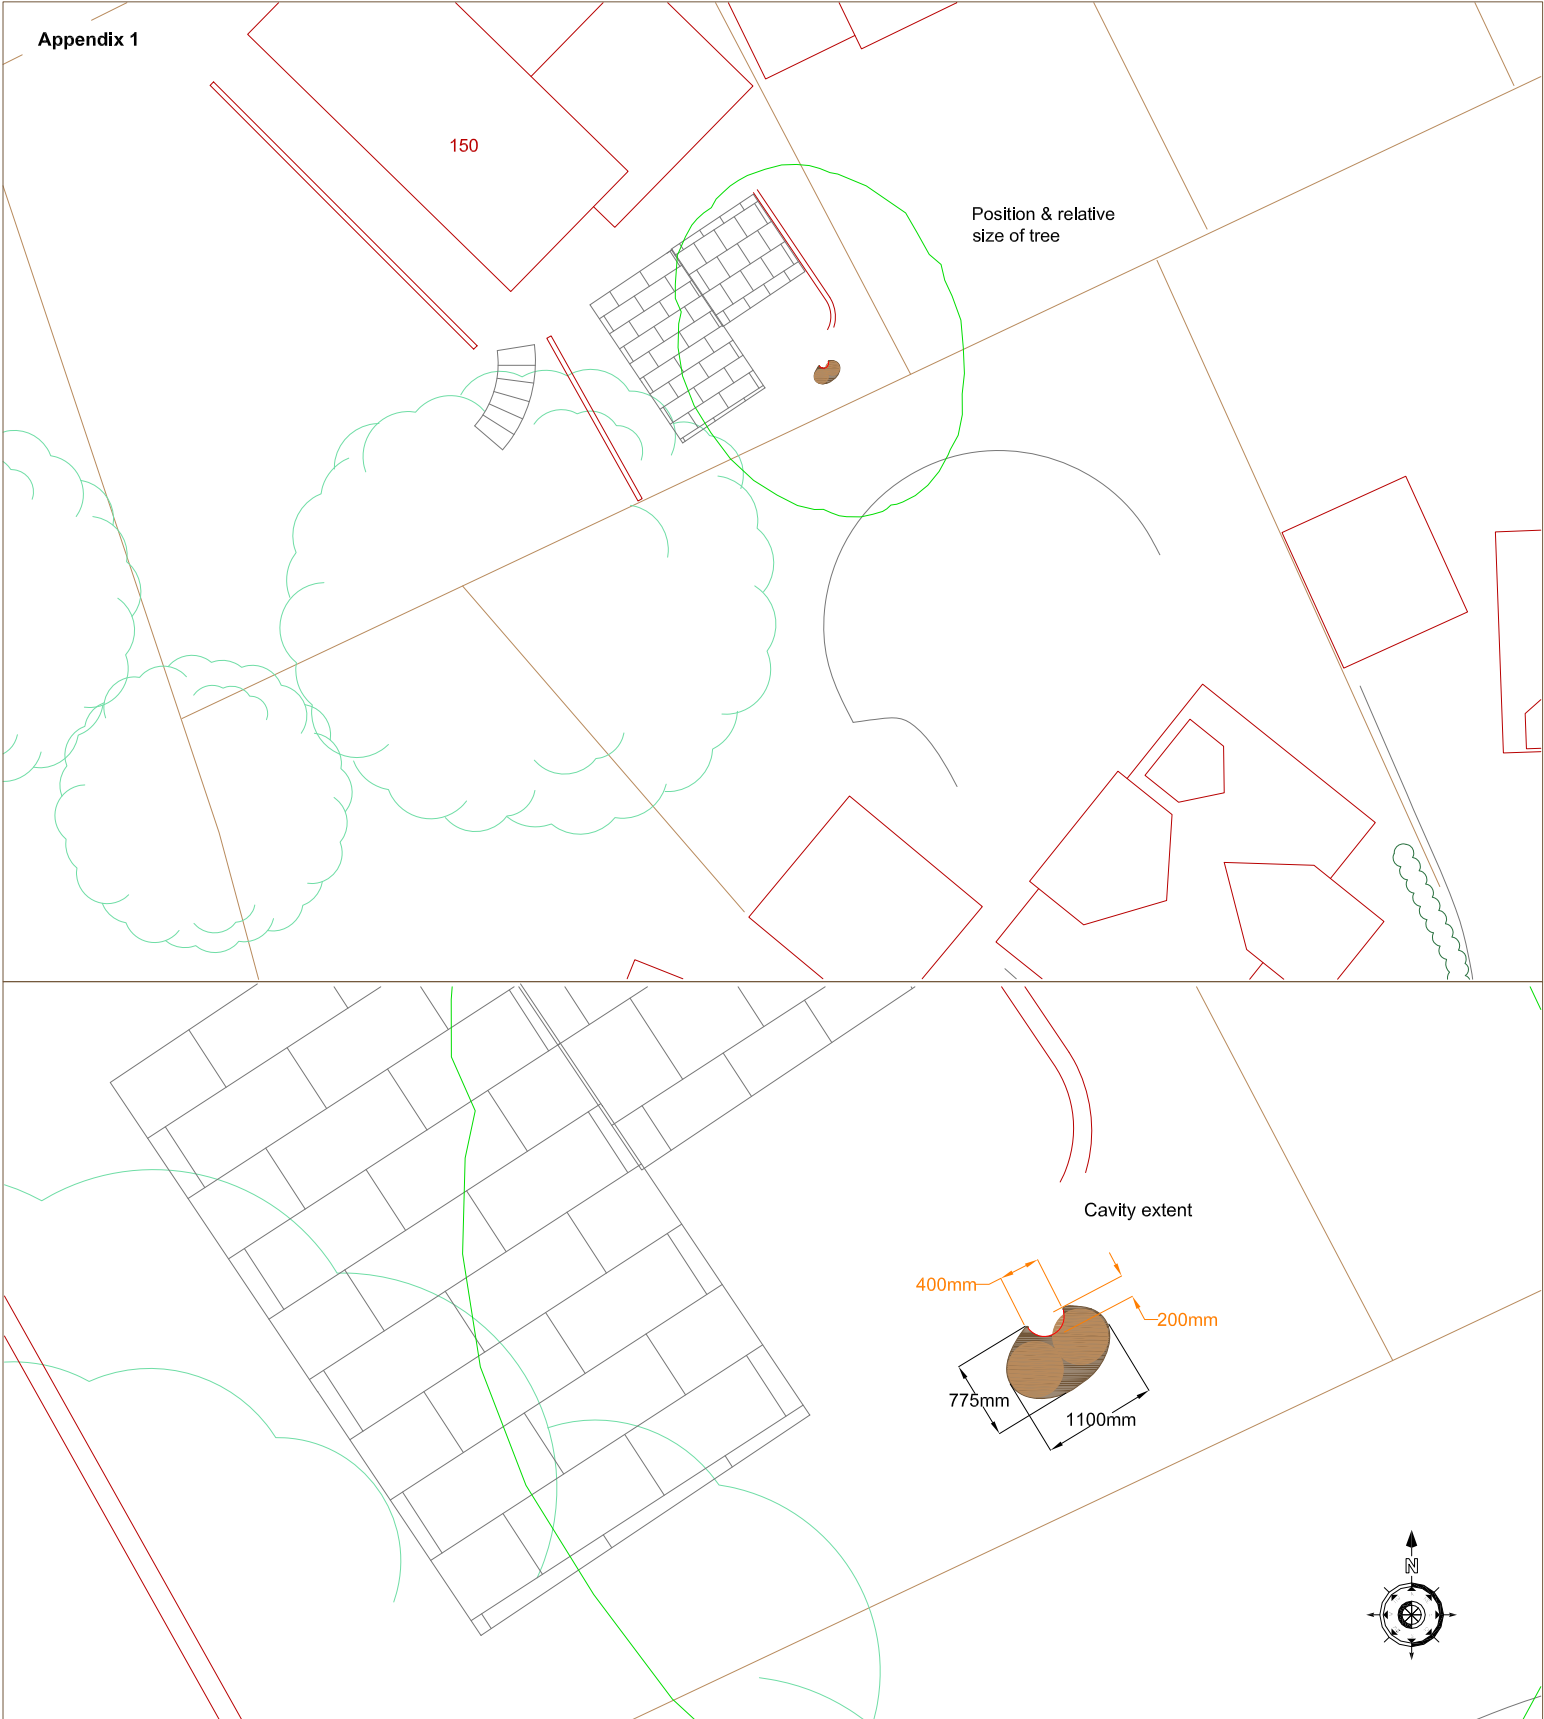 Appendix 1
150
Position & relative
size of tree
Cavity extent
400mm
200mm
775mm
1100mm
N